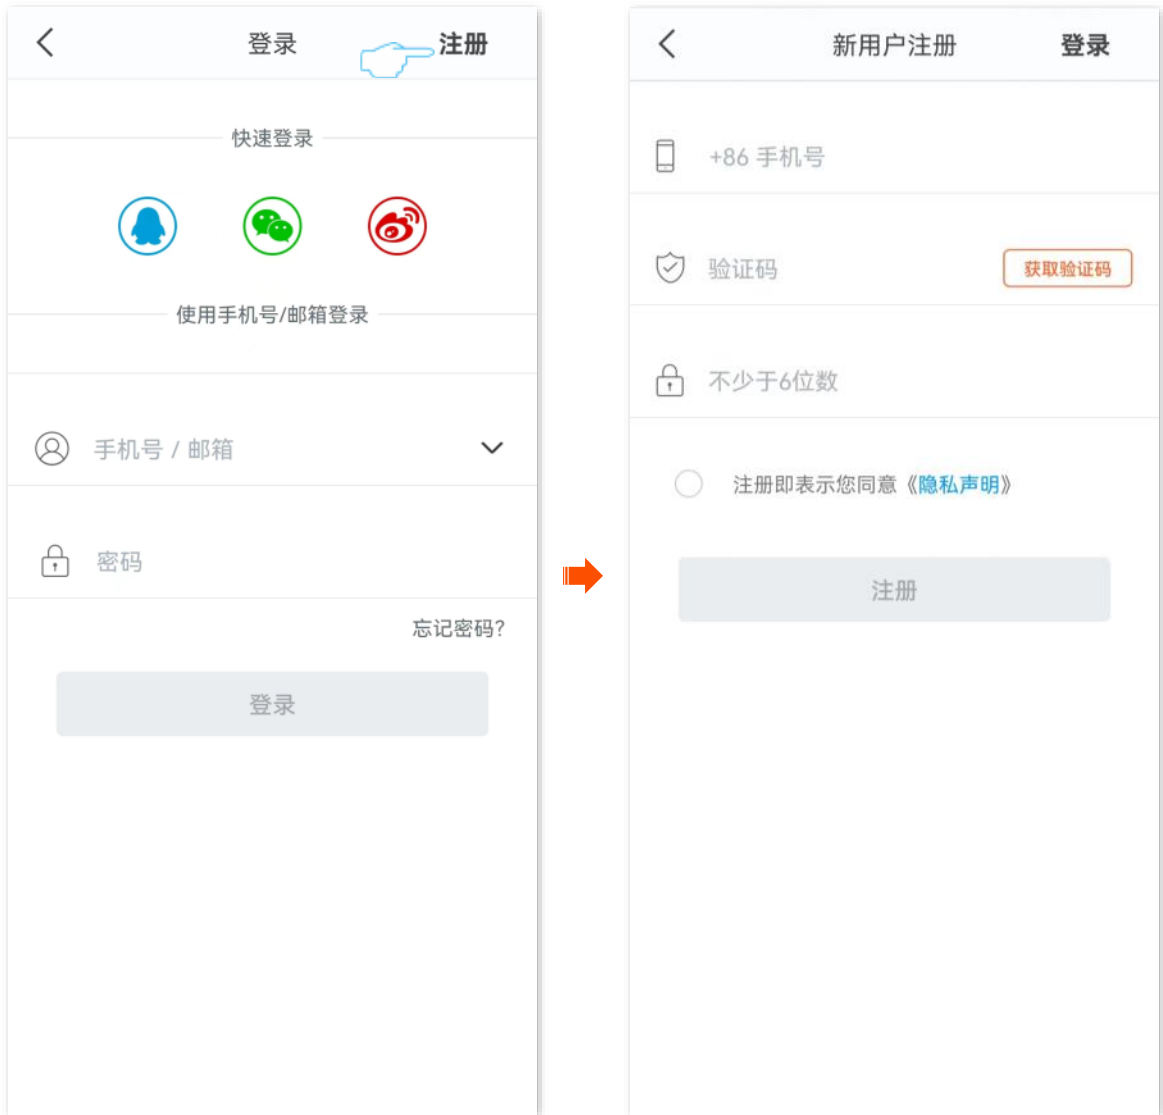 登录
注册
快速登录
使用手机号/邮箱登录
手机号 / 邮箱
密码
忘记密码?
登录
新用户注册
登录
+86 手机号
验证码
获取验证码
不少于6位数
注册即表示您同意《隐私声明》
注册